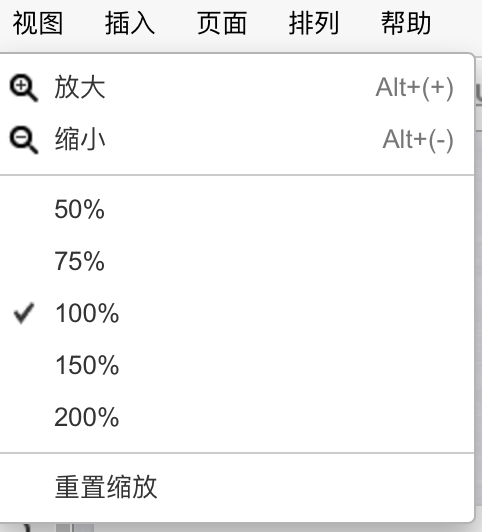 视图 插入 页面 排列 帮助
放大 Alt+(+)
缩小 Alt+(-)
50%
75%
100%
150%
200%
重置缩放